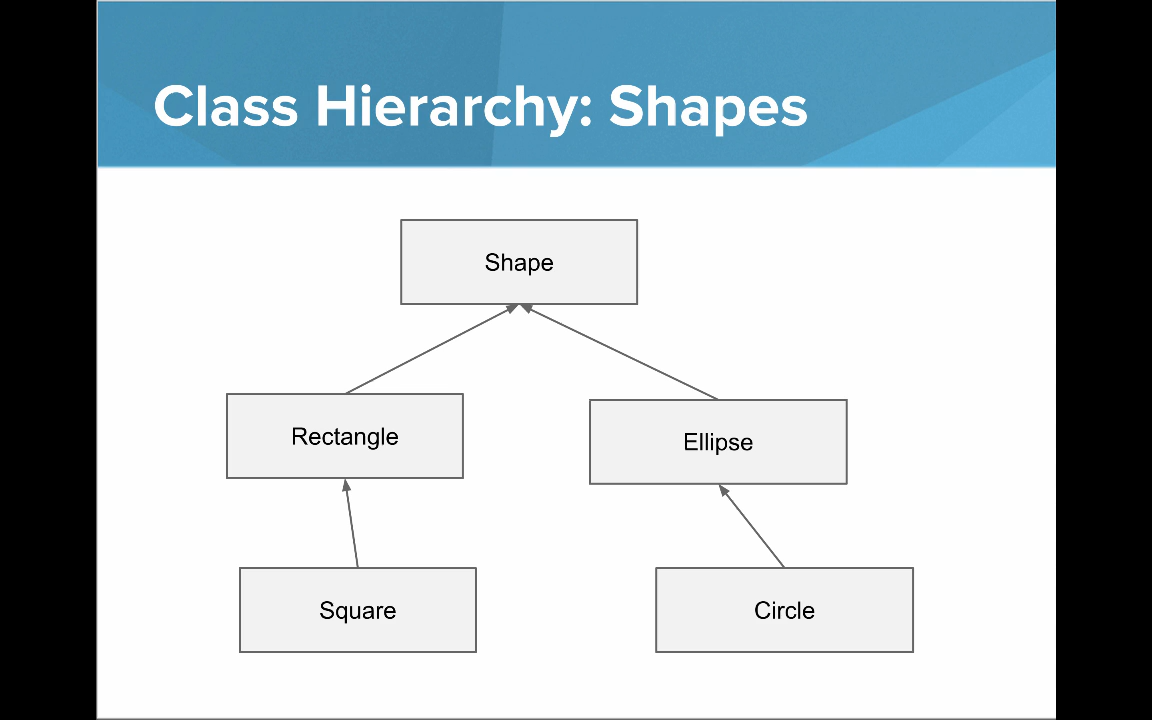 Class Hierarchy: Shapes
Shape
Rectangle
Ellipse
Square
Circle